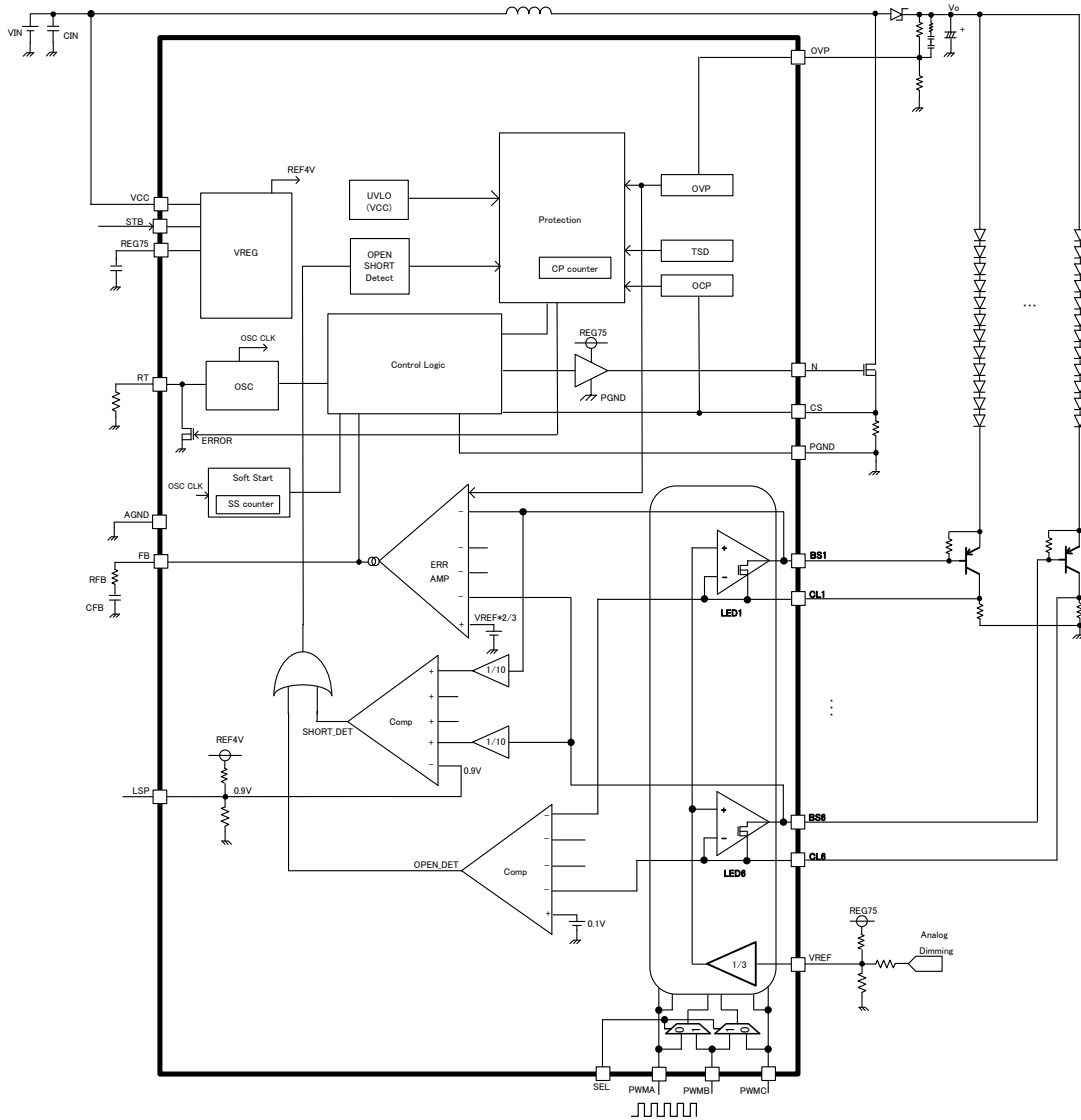 Vo
VIN
CIN
+
OVP
REF4V
UVLO
(VCC)
OVP
VCC
Protection
STB
VREG
OPEN
SHORT
Detect
TSD
REG75
CP counter
OCP
REG75
OSC CLK
Control Logic
RT
OSC
N
PGND
CS
ERROR
PGND
Soft Start
OSC CLK
SS counter
AGND
−
+
FB
−
ERR
AMP
BS1
RFB
−
−
CFB
−
CL1
LED1
+
VREF*2/3
+
1/10
+
Comp
+
SHORT_DET
REF4V
+
1/10
−
0.9V
LSP
0.9V
−
+
BS6
−
−
OPEN_DET
−
Comp
CL6
−
LED6
+
0.1V
REG75
Analog
Dimming
VREF
1/3
0
1
1
0
SEL
PWMA
PWMB
PWMC